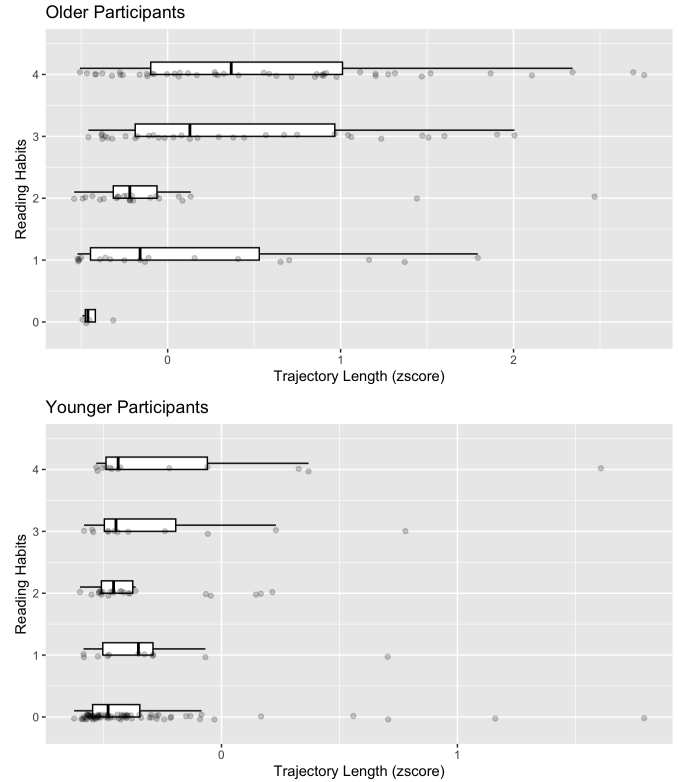 Older Participants
Reading Habits
4
3
2
1
0
0 1 2
Trajectory Length (zscore)
Younger Participants
Reading Habits
4
3
2
1
0
0 1
Trajectory Length (zscore)